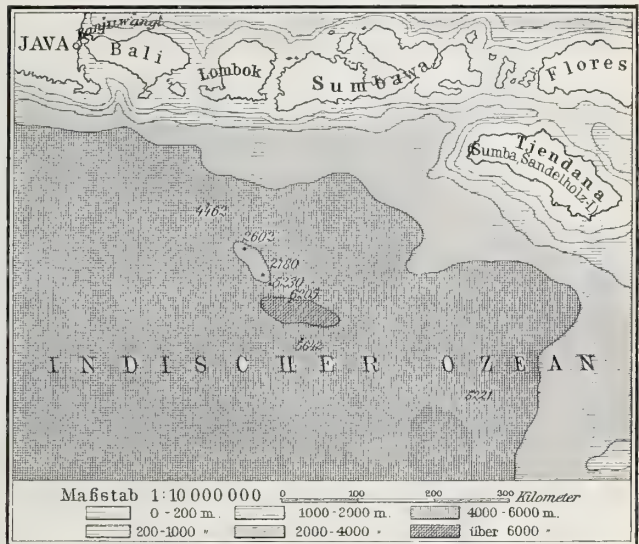 Banjuwangi
JAVA
Bali
Lombok
Sumbawa
Flores
Tjendana
(Sumba, Sandelholz-I.)
4462
2602
2780
5230
6205
INDISCHER OZEAN
5221
Maßstab 1:10 000 000
0 100 200 300 Kilometer
0-200 m.
1000-2000 m.
4000-6000 m.
200-1000 "
2000-4000 "
über 6000 "